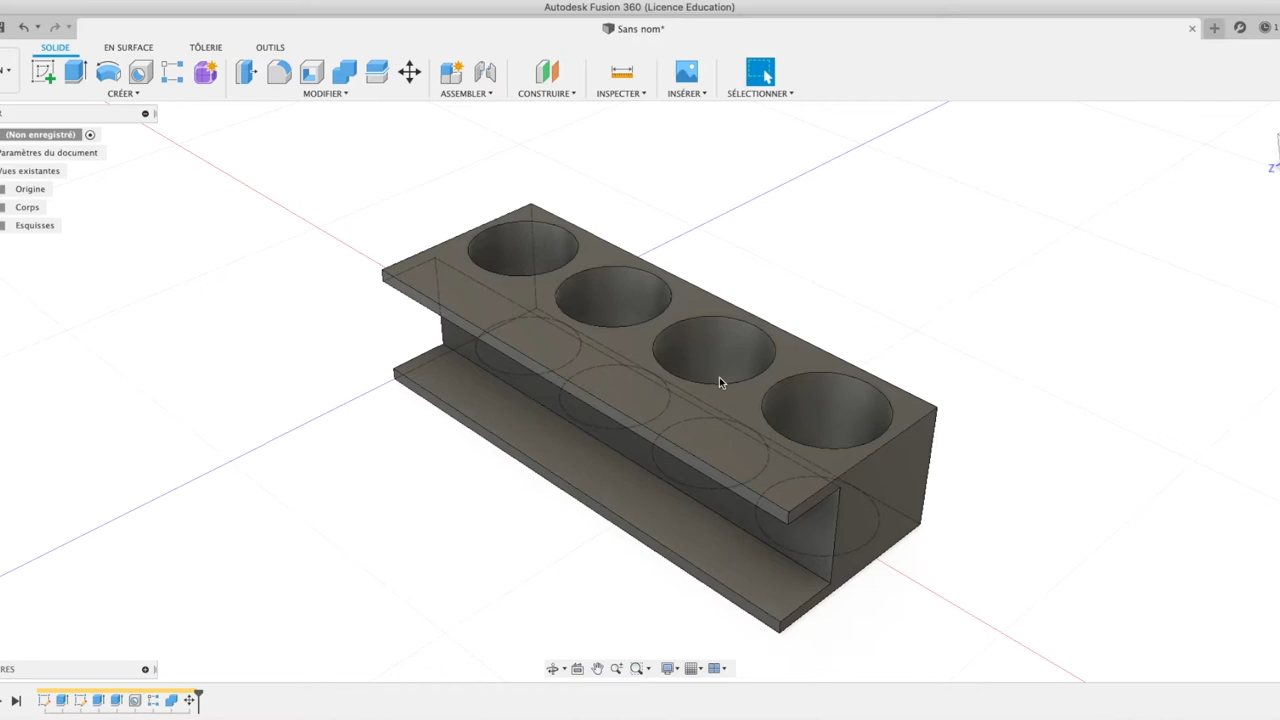 Autodesk Fusion 360 (Licence Education)
Sans nom*
SOLIDE
EN SURFACE
TÔLERIE
OUTILS
CRÉER
MODIFIER
ASSEMBLER
CONSTRUIRE
INSPECTER
INSÉRER
SÉLECTIONNER
(Non enregistré)
Paramètres du document
Vues existantes
Origine
Corps
Esquisses
Z
RES